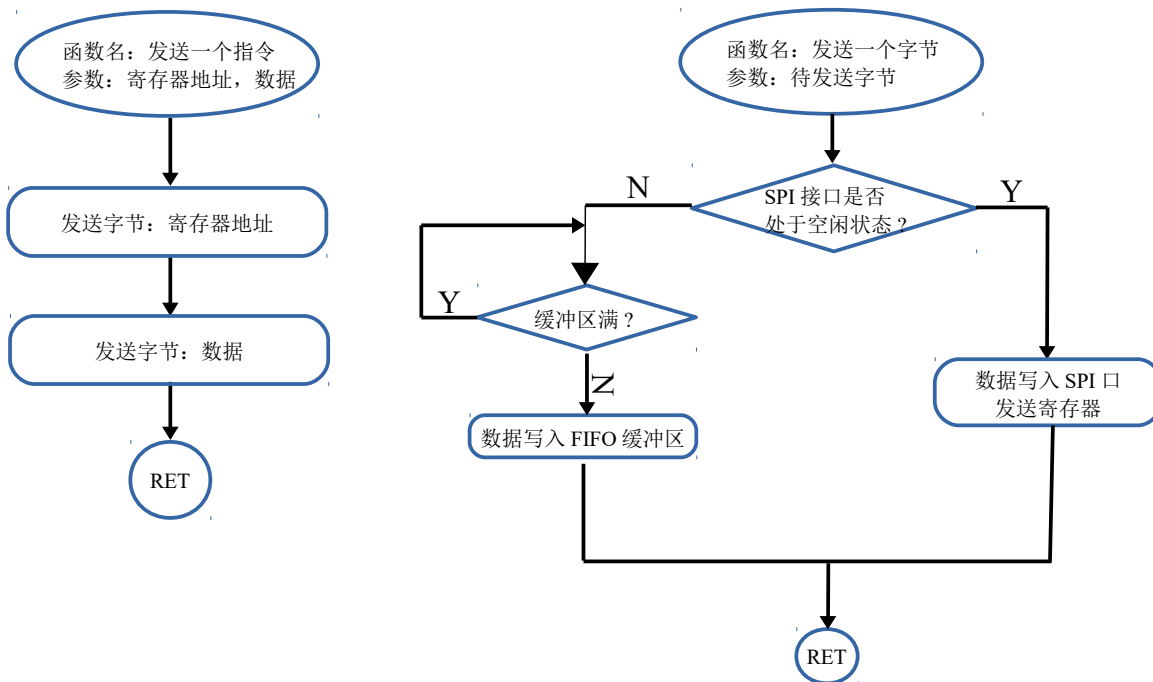 函数名：发送一个指令
参数：寄存器地址，数据
发送字节：寄存器地址
发送字节：数据
RET
函数名：发送一个字节
参数：待发送字节
SPI 接口是否
处于空闲状态？
N
Y
缓冲区满？
Y
N
数据写入 FIFO 缓冲区
数据写入 SPI 口
发送寄存器
RET